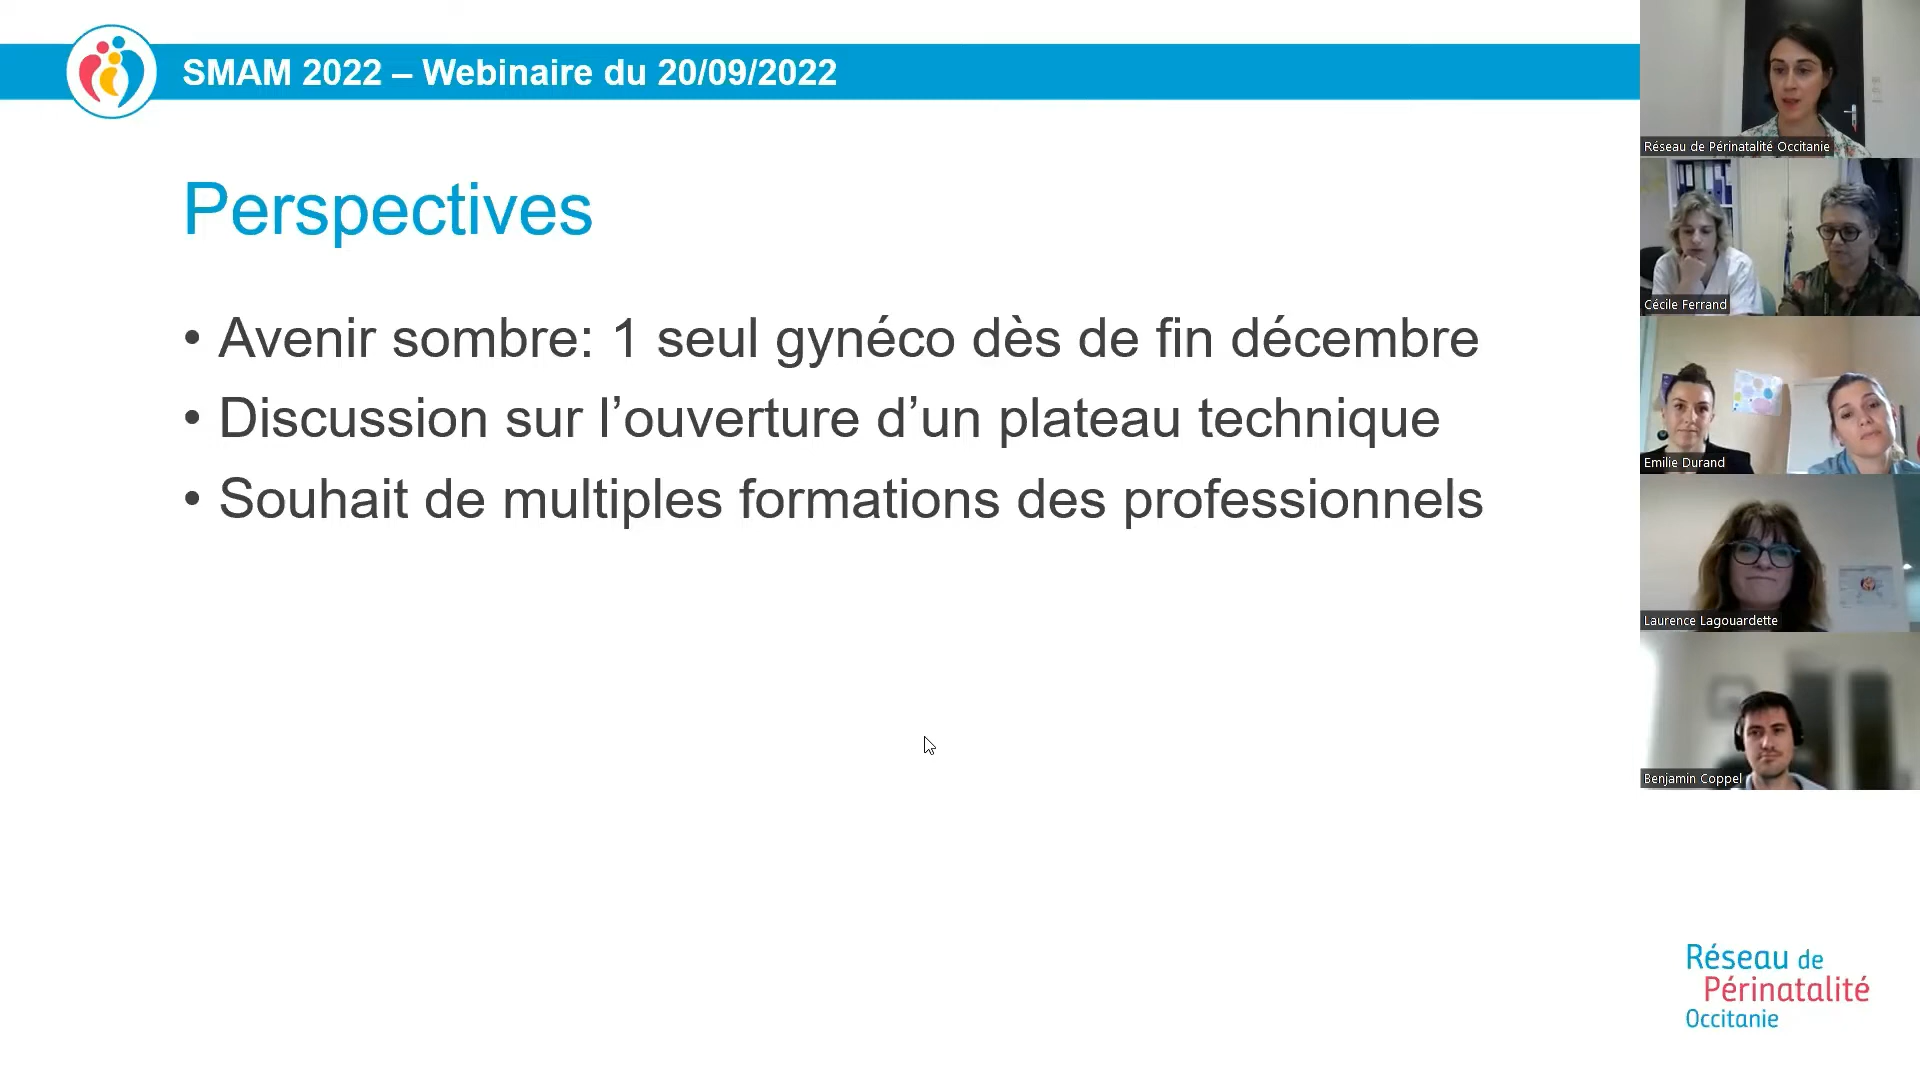 SMAM 2022 – Webinaire du 20/09/2022
Perspectives
• Avenir sombre: 1 seul gynéco dès de fin décembre
• Discussion sur l’ouverture d’un plateau technique
• Souhait de multiples formations des professionnels
Réseau de Périnatalité Occitanie
Cécile Ferrand
Emilie Durand
Laurence Lagouardette
Benjamin Coppel
Réseau de
Périnatalité
Occitanie